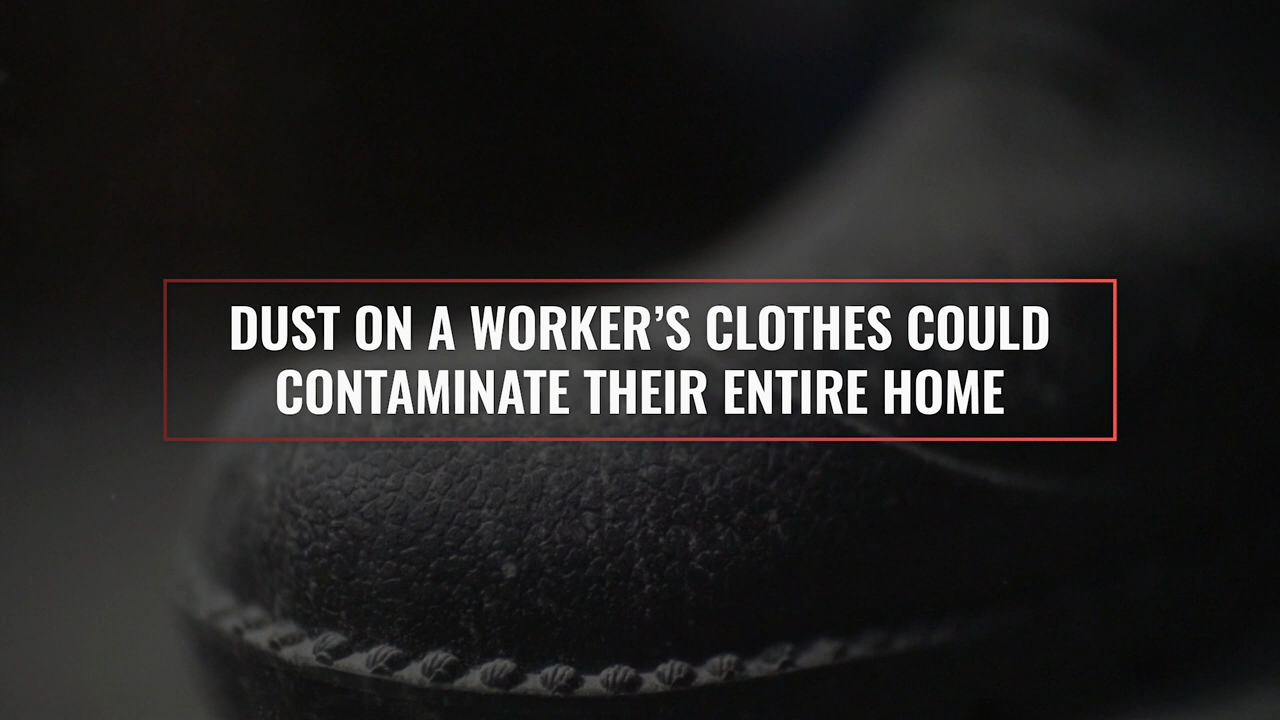 DUST ON A WORKER’S CLOTHES COULD
CONTAMINATE THEIR ENTIRE HOME